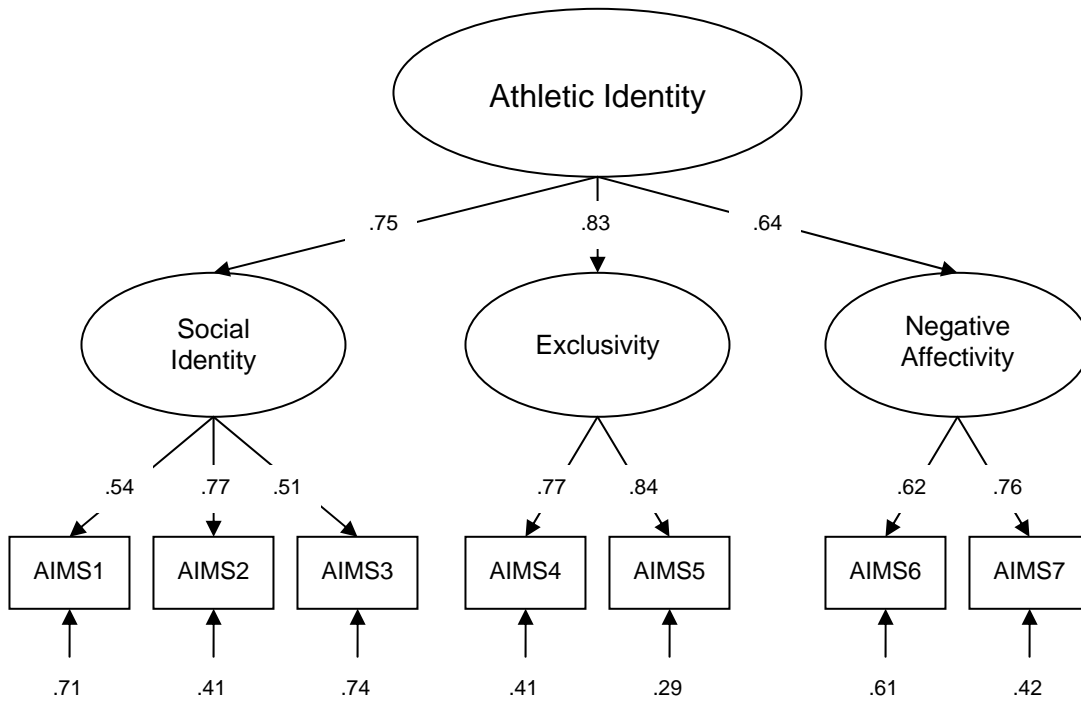 Athletic Identity
.75 .83 .64
Social
Identity
Exclusivity
Negative
Affectivity
.54 .77 .51 .77 .84 .62 .76
AIMS1 AIMS2 AIMS3 AIMS4 AIMS5 AIMS6 AIMS7
.71 .41 .74 .41 .29 .61 .42